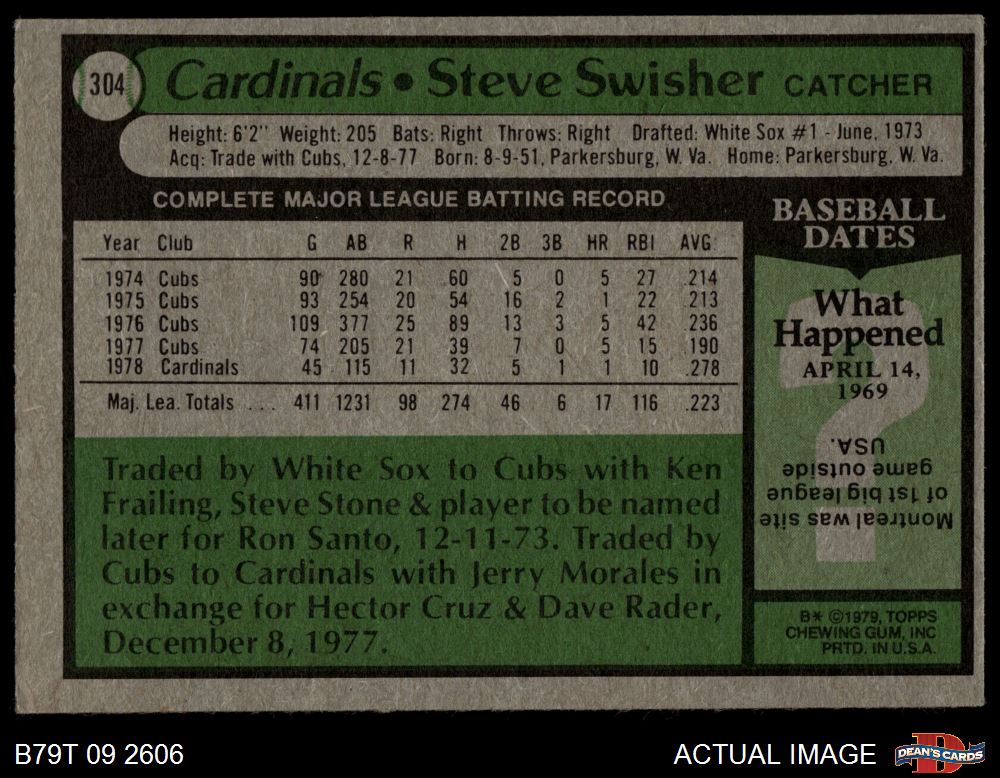 304
Cardinals • Steve Swisher CATCHER
Height: 6'2" Weight: 205 Bats: Right Throws: Right Drafted: White Sox #1 - June, 1973
Acq: Trade with Cubs, 12-8-77 Born: 8-9-51, Parkersburg, W. Va. Home: Parkersburg, W. Va.
COMPLETE MAJOR LEAGUE BATTING RECORD
Year Club G AB R H 2B 3B HR RBI AVG.
1974 Cubs 90 280 21 60 5 0 5 27 .214
1975 Cubs 93 254 20 54 16 2 1 22 .213
1976 Cubs 109 377 25 89 13 3 5 42 .236
1977 Cubs 74 205 21 39 7 0 5 15 .190
1978 Cardinals 45 115 11 32 5 1 1 10 .278
Maj. Lea. Totals . . . 411 1231 98 274 46 6 17 116 .223
Traded by White Sox to Cubs with Ken
Frailing, Steve Stone & player to be named
later for Ron Santo, 12-11-73. Traded by
Cubs to Cardinals with Jerry Morales in
exchange for Hector Cruz & Dave Rader,
December 8, 1977.
BASEBALL
DATES
What
Happened
APRIL 14,
1969
?
Montreal was site
of 1st big league
game outside
USA.
B* ©1979, TOPPS
CHEWING GUM, INC
PRTD. IN U.S.A.
B79T 09 2606
ACTUAL IMAGE
DEAN'S CARDS